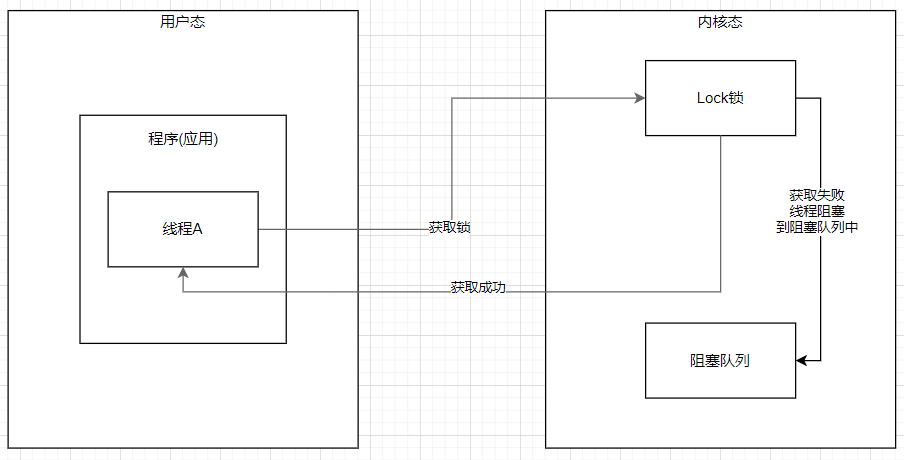 用户态
程序(应用)
线程A
获取锁
获取成功
内核态
Lock锁
获取失败
线程阻塞
到阻塞队列中
阻塞队列